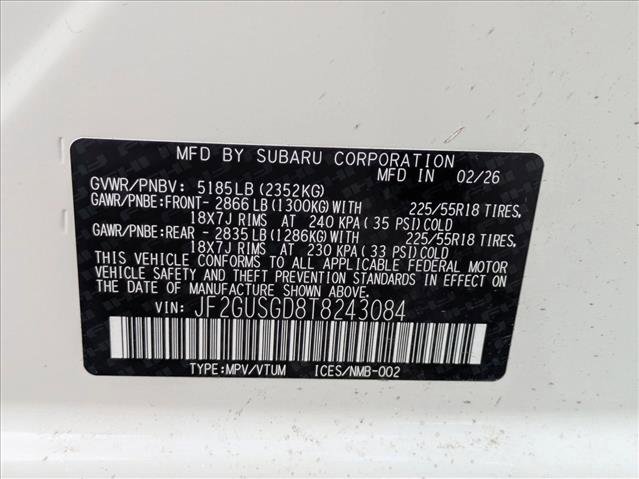 MFD BY SUBARU CORPORATION MFD IN 02/26
GVWR/PNBV: 5185LB(2352KG)
GAWR/PNBE:FRONT- 2866 LB(1300KG)WITH 225/55R18 TIRES,
18X7J RIMS AT 240 KPA( 35 PSI)COLD
GAWR/PNBE:REAR - 2835 LB(1286KG)WITH 225/55R18 TIRES,
18X7J RIMS AT 230 KPA( 33 PSI)COLD
THIS VEHICLE CONFORMS TO ALL APPLICABLE FEDERAL MOTOR
VEHICLE SAFETY AND THEFT PREVENTION STANDARDS IN EFFECT
ON THE DATE OF MANUFACTURE SHOWN ABOVE.
VIN: JF2GUSGD8T8243084
TYPE:MPV/VTUM ICES/NMB-002